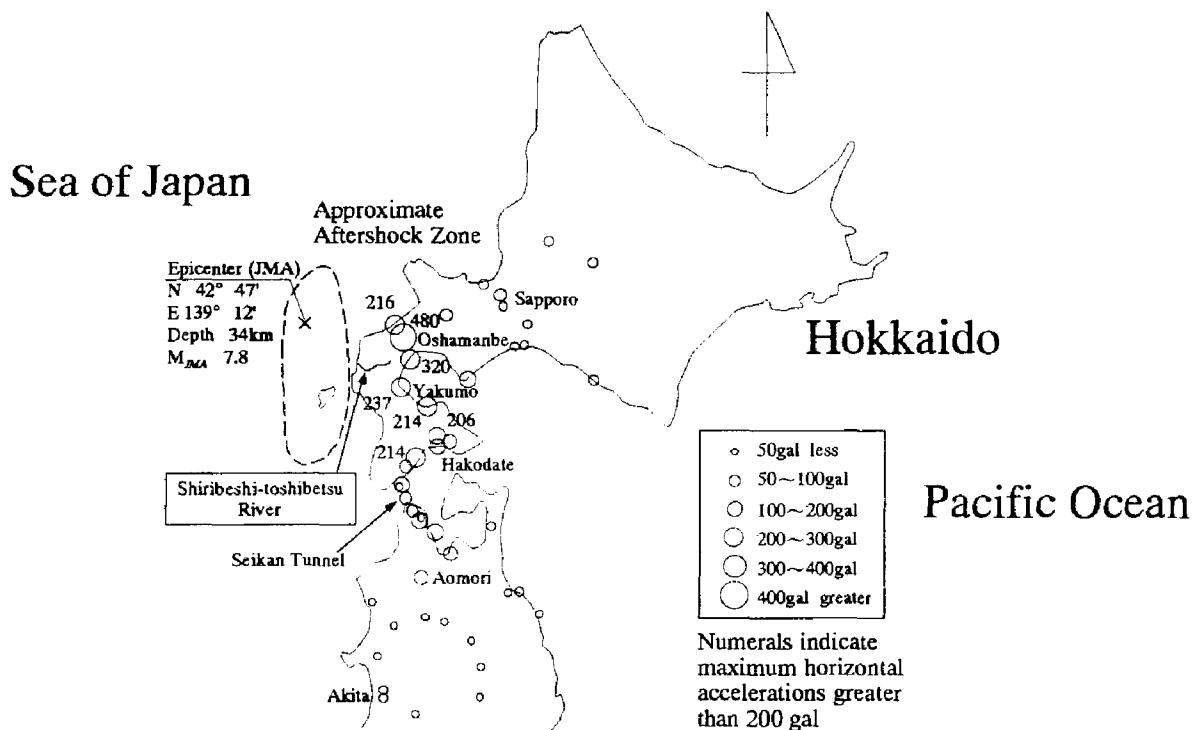 Sea of Japan
Approximate
Aftershock Zone
Epicenter (JMA)
N 42° 47'
E 139° 12'
Depth 34km
M_JMA 7.8
216
480
Sapporo
Oshamanbe
Hokkaido
320
Yakumo
237
214
206
214
Hakodate
Shiribeshi-toshibetsu
River
Seikan Tunnel
Aomori
Akita
50gal less
50～100gal
100～200gal
200～300gal
300～400gal
400gal greater
Pacific Ocean
Numerals indicate
maximum horizontal
accelerations greater
than 200 gal